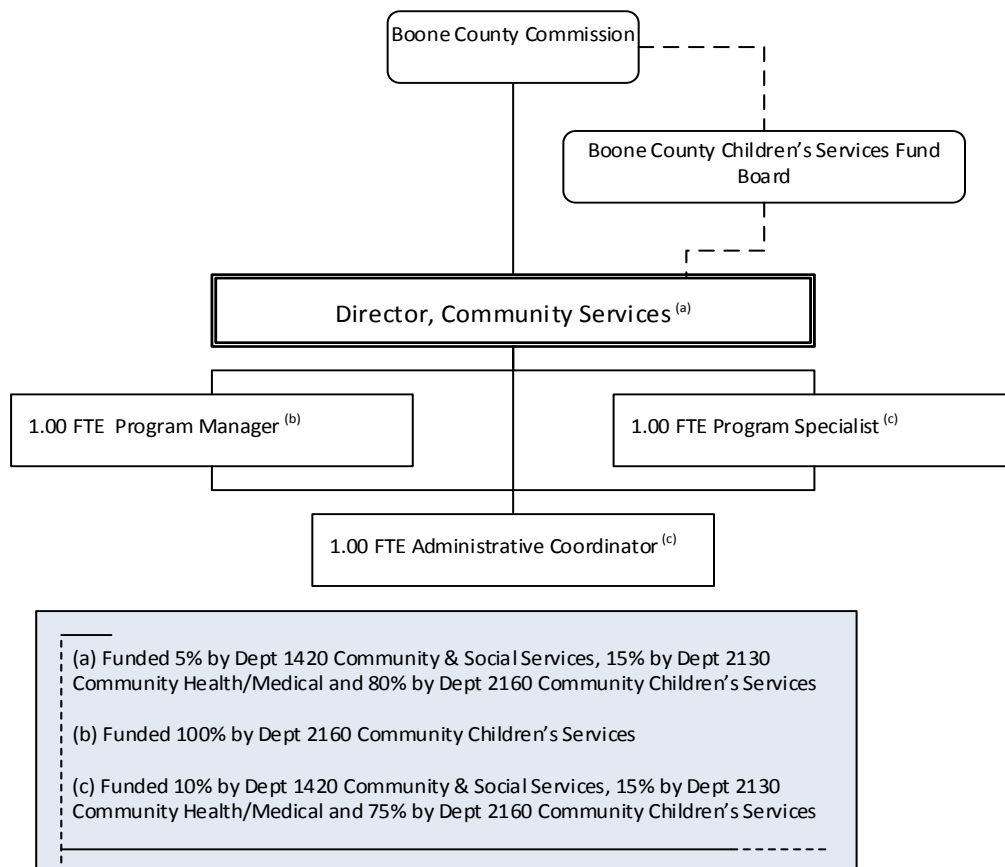 Boone County Commission
Boone County Children’s Services Fund
Board
Director, Community Services (a)
1.00 FTE  Program Manager (b)
1.00 FTE Program Specialist (c)
1.00 FTE Administrative Coordinator (c)
(a) Funded 5% by Dept 1420 Community & Social Services, 15% by Dept 2130
Community Health/Medical and 80% by Dept 2160 Community Children’s Services
(b) Funded 100% by Dept 2160 Community Children’s Services
(c) Funded 10% by Dept 1420 Community & Social Services, 15% by Dept 2130
Community Health/Medical and 75% by Dept 2160 Community Children’s Services